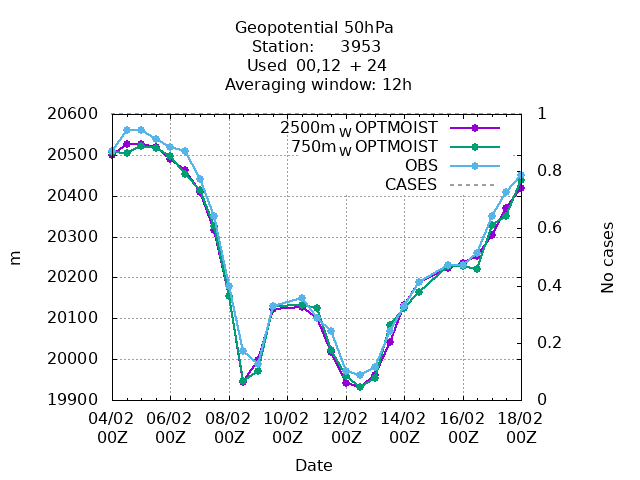 Geopotential 50hPa
Station: 3953
Used 00,12 + 24
Averaging window: 12h
20600
20500
20400
20300
20200
20100
20000
19900
m
1
0.8
0.6
0.4
0.2
0
No cases
2500m W OPTMOIST
750m W OPTMOIST
OBS
CASES
04/02 06/02 08/02 10/02 12/02 14/02 16/02 18/02
00Z 00Z 00Z 00Z 00Z 00Z 00Z 00Z
Date